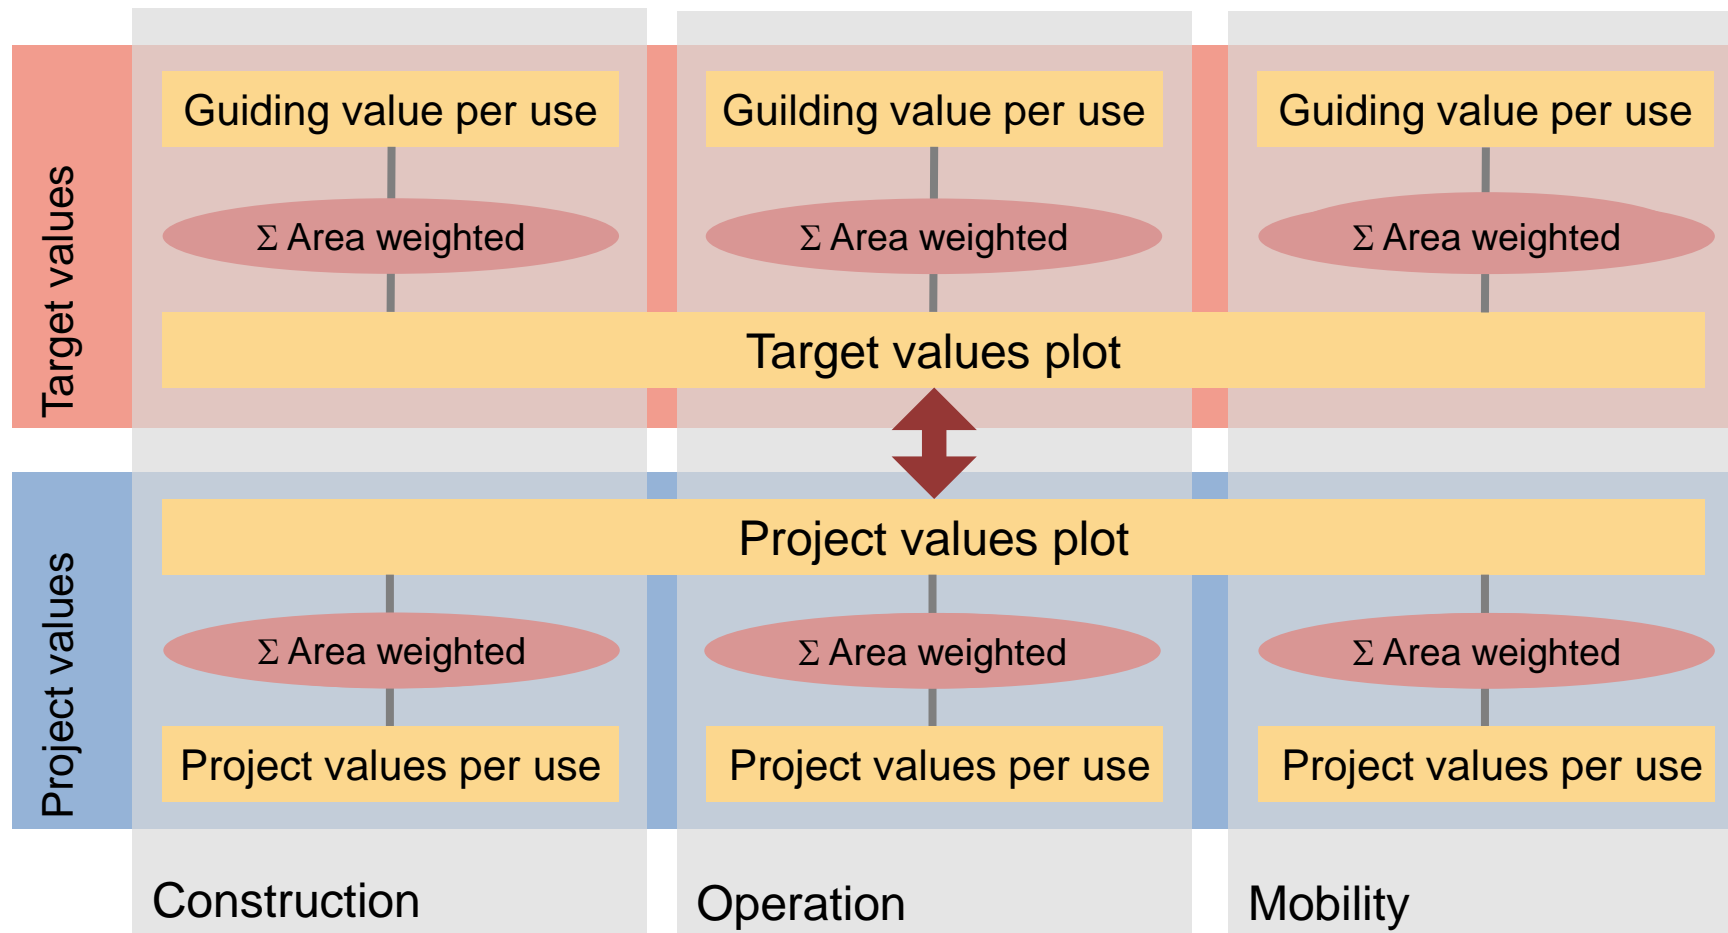 Target values
Guiding value per use
Guilding value per use
Guiding value per use
Σ Area weighted
Σ Area weighted
Σ Area weighted
Target values plot
Project values
Project values plot
Σ Area weighted
Σ Area weighted
Σ Area weighted
Project values per use
Project values per use
Project values per use
Construction
Operation
Mobility